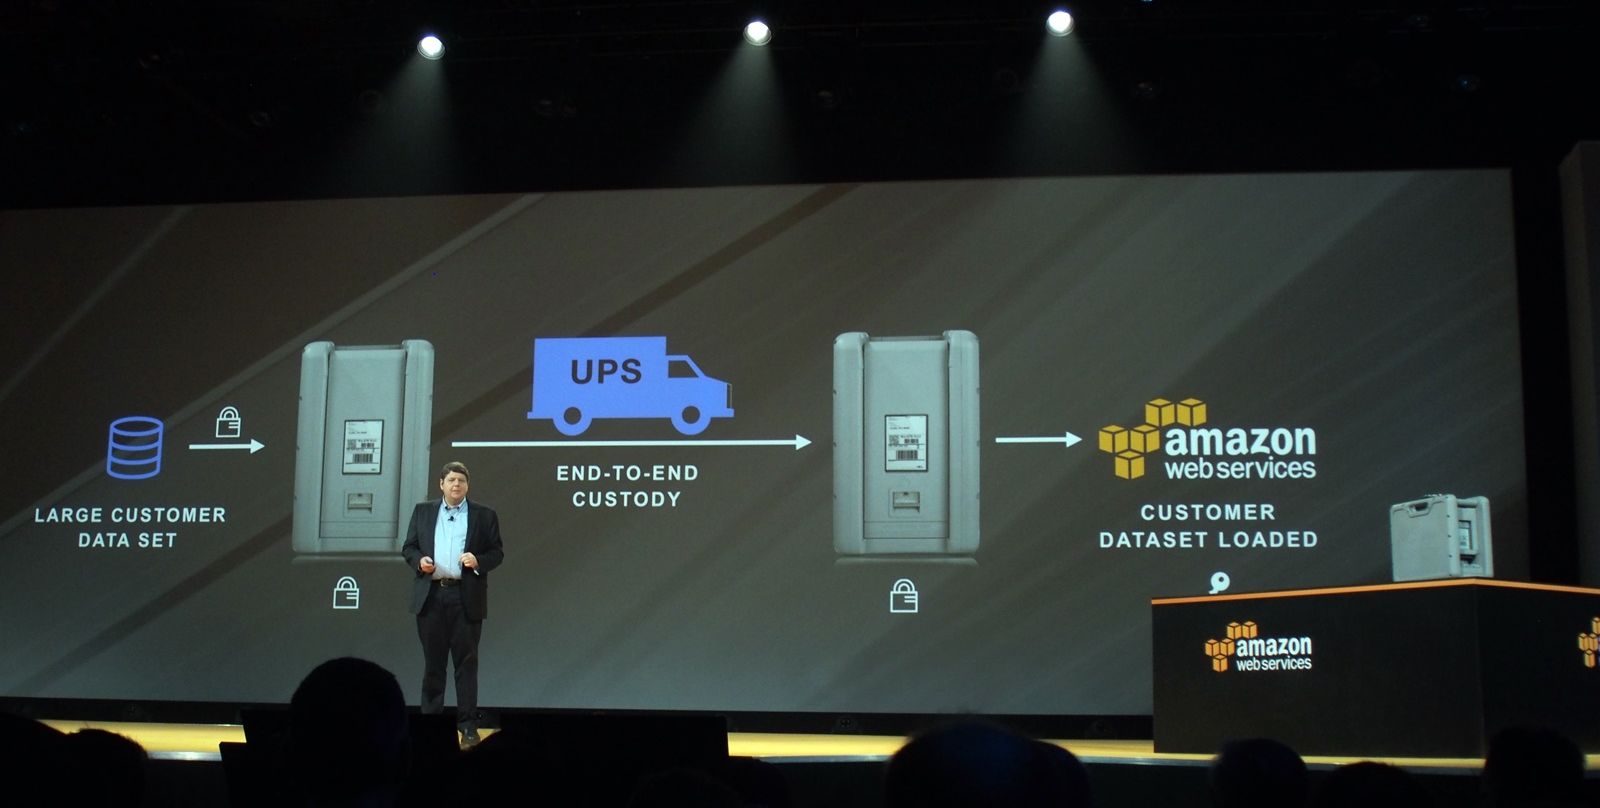 UPS
END-TO-END
CUSTODY
LARGE CUSTOMER
DATA SET
amazon
web services
CUSTOMER
DATASET LOADED
amazon
web services